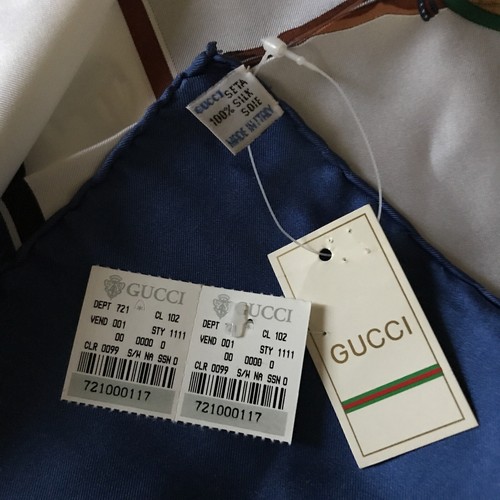 GUCCI SETA
100% SILK
SOIE
MADE IN ITALY
GUCCI
DEPT 721 CL 102
VEND 001 STY 1111
00 0000 0
CLR 0099 S/W NA SSN 0
721000117
GUCCI
DEPT CL 102
VEND 001 STY 1111
00 0000 0
CLR 0099 S/W NA SSN 0
721000117
GUCCI